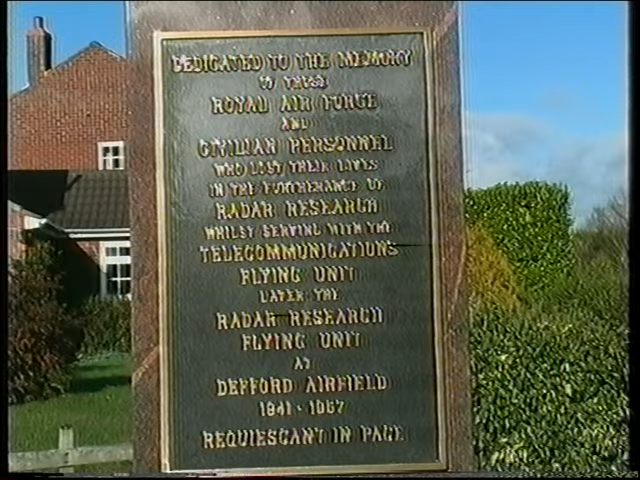 DEDICATED TO THE MEMORY
OF THOSE
ROYAL AIR FORCE
AND
CIVILIAN PERSONNEL
WHO LOST THEIR LIVES
IN THE FURTHERANCE OF
RADAR RESEARCH
WHILST SERVING WITH THE
TELECOMMUNICATIONS
FLYING UNIT
LATER THE
RADAR RESEARCH
FLYING UNIT
AT
DEFFORD AIRFIELD
1941 - 1957
REQUIESCANT IN PACE